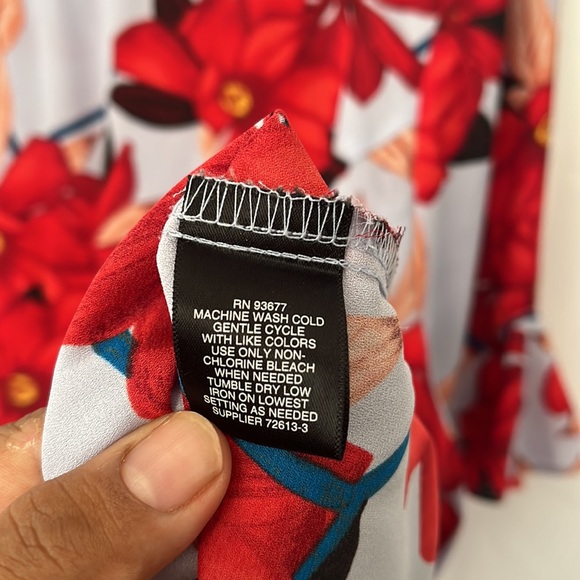 RN 93677
MACHINE WASH COLD
GENTLE CYCLE
WITH LIKE COLORS
USE ONLY NON-
CHLORINE BLEACH
WHEN NEEDED
TUMBLE DRY LOW
IRON ON LOWEST
SETTING AS NEEDED
SUPPLIER 72613-3